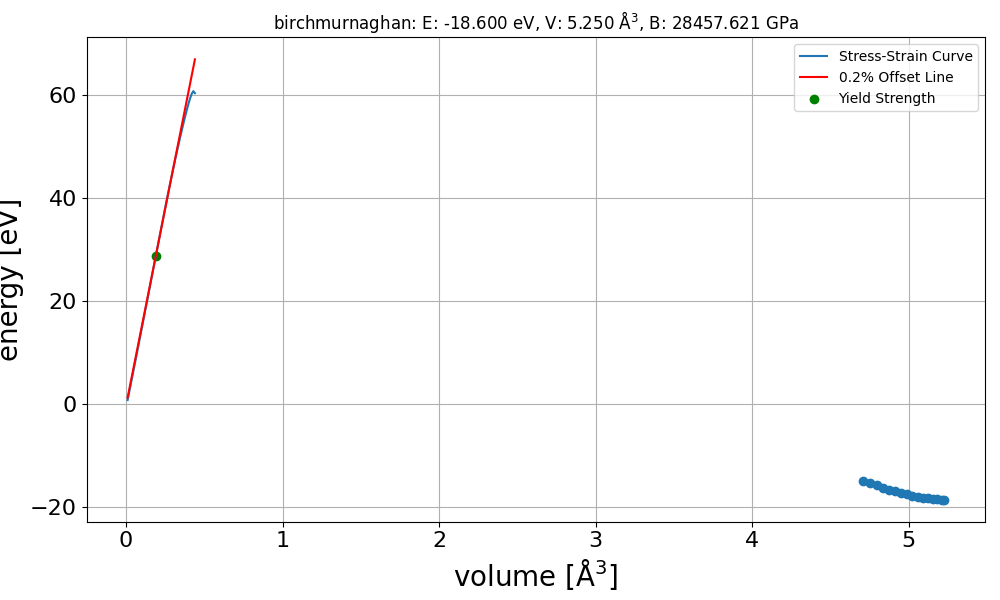 birchmurnaghan: E: -18.600 eV, V: 5.250 Å³, B: 28457.621 GPa
Stress-Strain Curve
0.2% Offset Line
Yield Strength
energy [eV]
60
40
20
0
−20
0 1 2 3 4 5
volume [Å³]